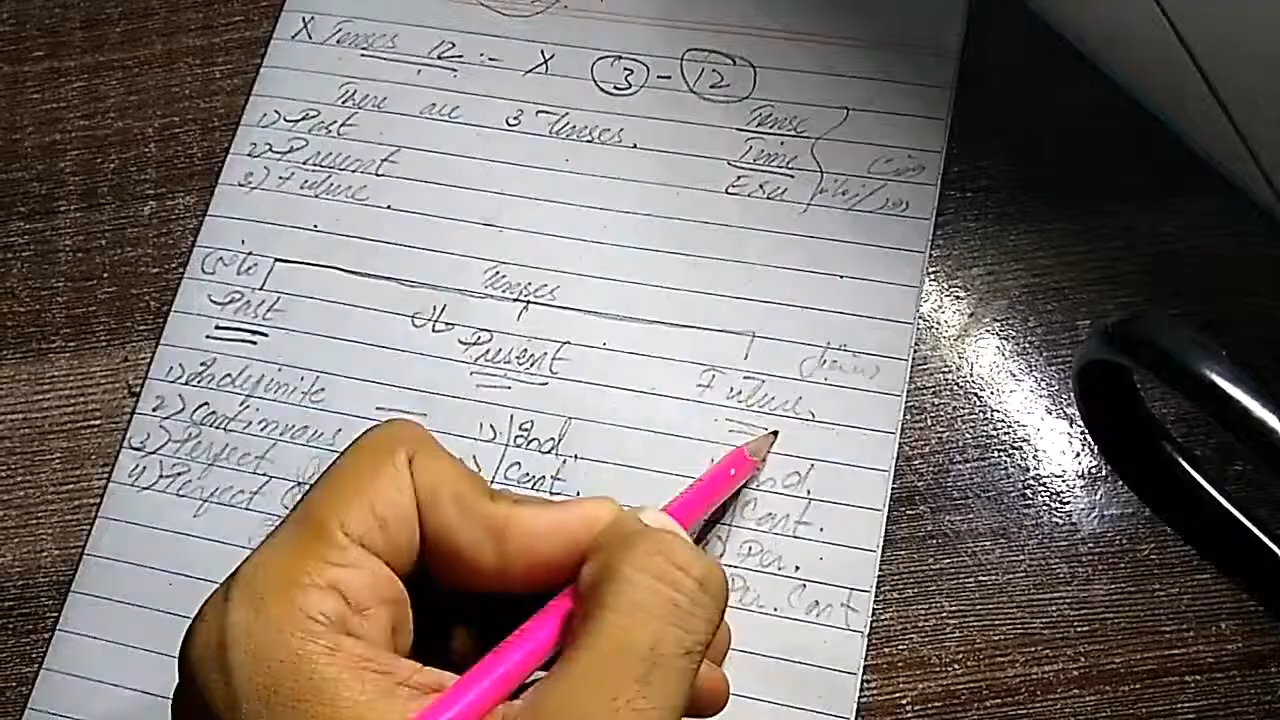 X Tenses 12 :- X 3 - 12
There are 3 Tenses.
Tense
Time
1) Past
2) Present
3) Future.
Tenses
Past
حال
Present
Future
1) Indefinite
2) Continuous
3) Perfect
4) Perfect
1) Ind.
Cont.
Ind.
Cont.
Per.
Per. Cont